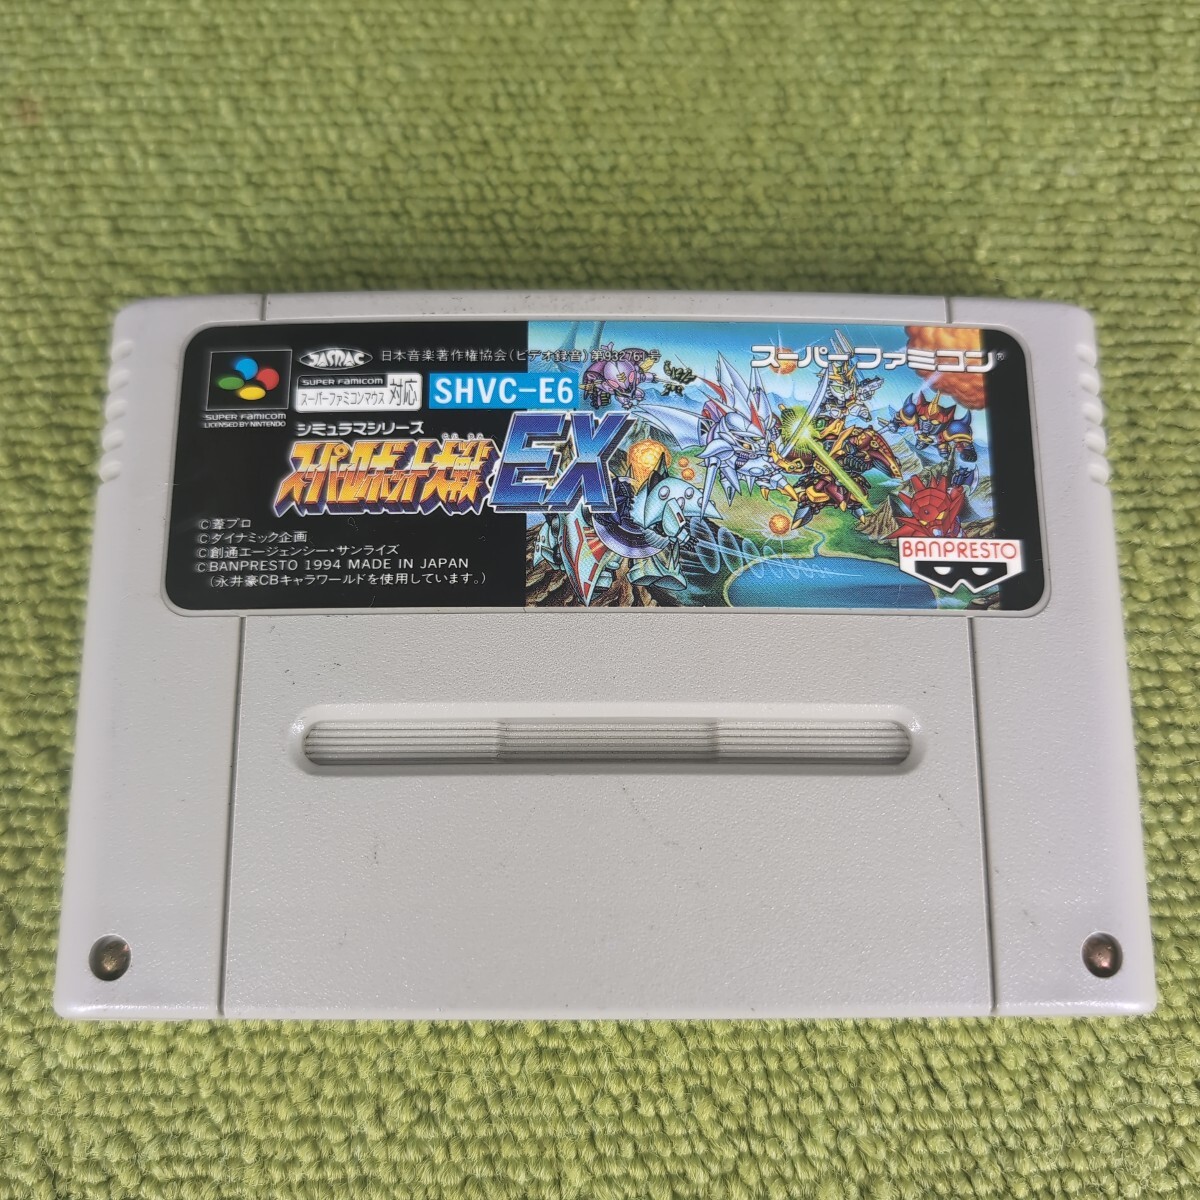 JASRAC 日本音楽著作権協会(ビデオ録音)第932761号
スーパーファミコン®
SUPER FAMICOM
スーパーファミコンマウス 対応
SHVC-E6
SUPER FAMICOM
LICENSED BY NINTENDO
シミュラマシリーズ
スーパーロボット大戦EX
©葦プロ
©ダイナミック企画
©創通エージェンシー・サンライズ
©BANPRESTO 1994 MADE IN JAPAN
(永井豪CBキャラワールドを使用しています。)
BANPRESTO